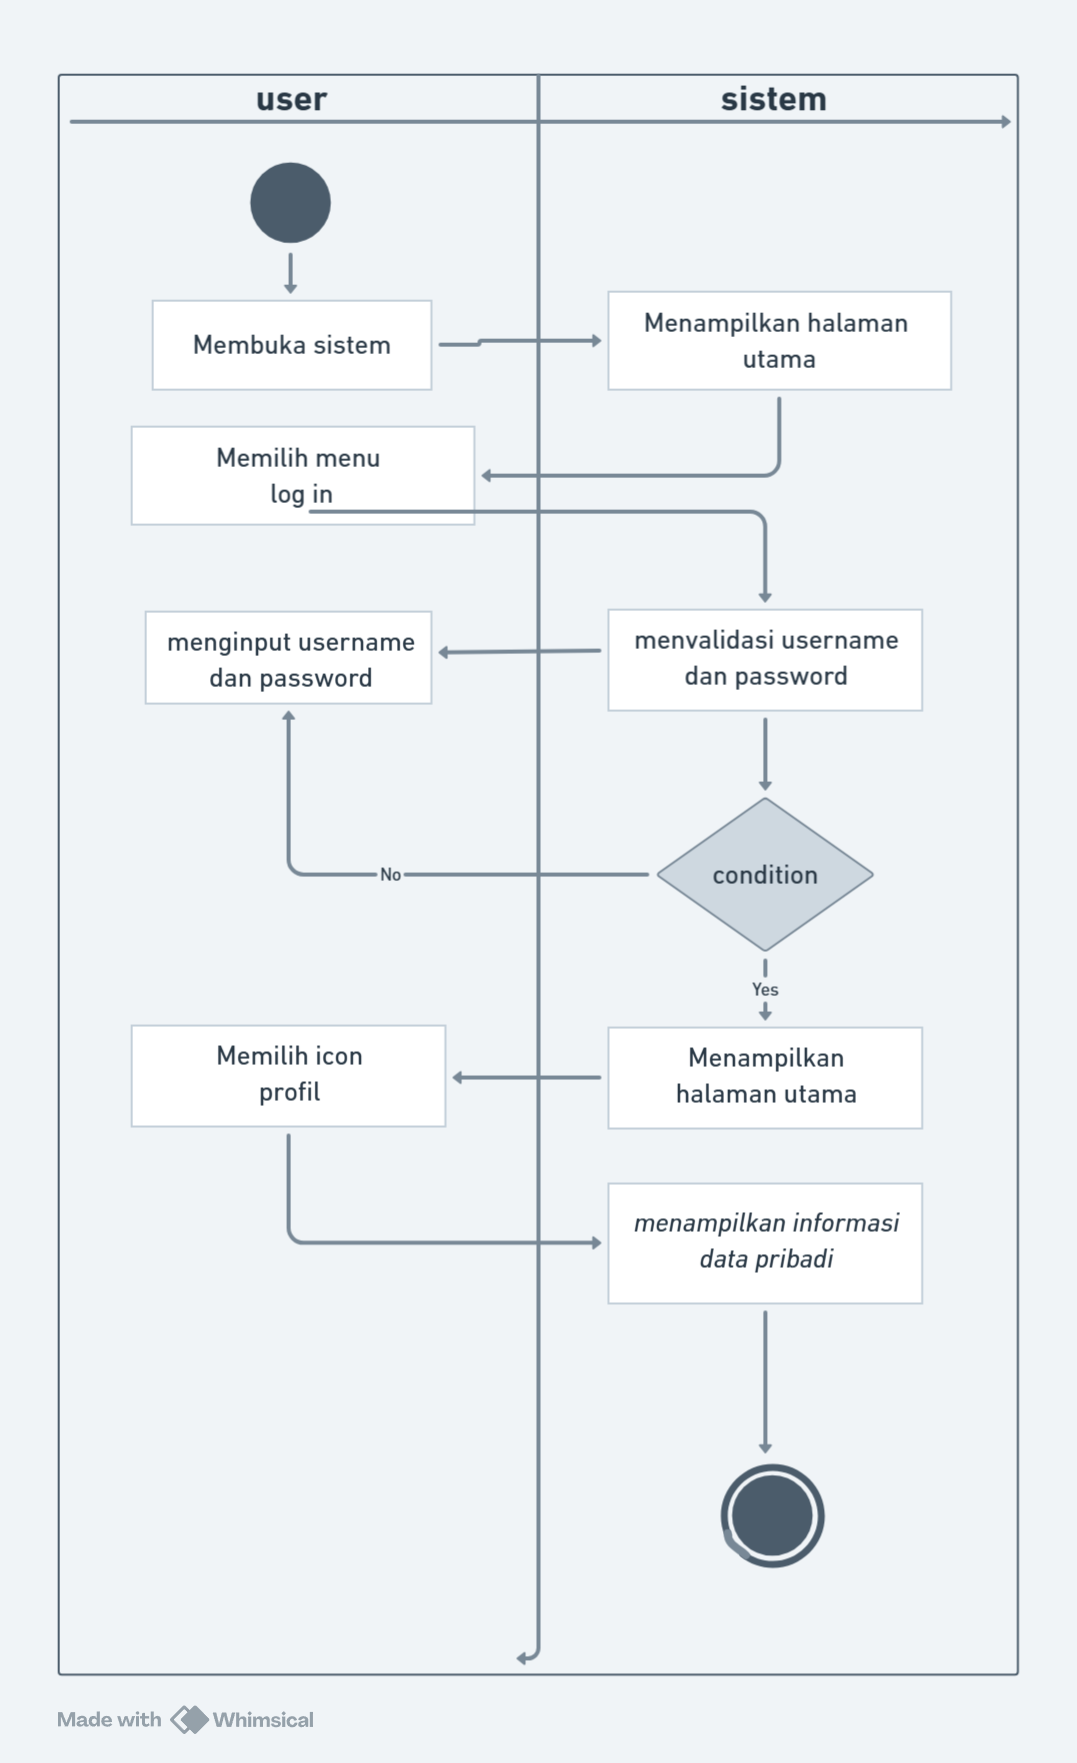 user
sistem
Membuka sistem
Menampilkan halaman
utama
Memilih menu
log in
menginput username
dan password
menvalidasi username
dan password
condition
No
Yes
Memilih icon
profil
Menampilkan
halaman utama
menampilkan informasi
data pribadi
Made with Whimsical